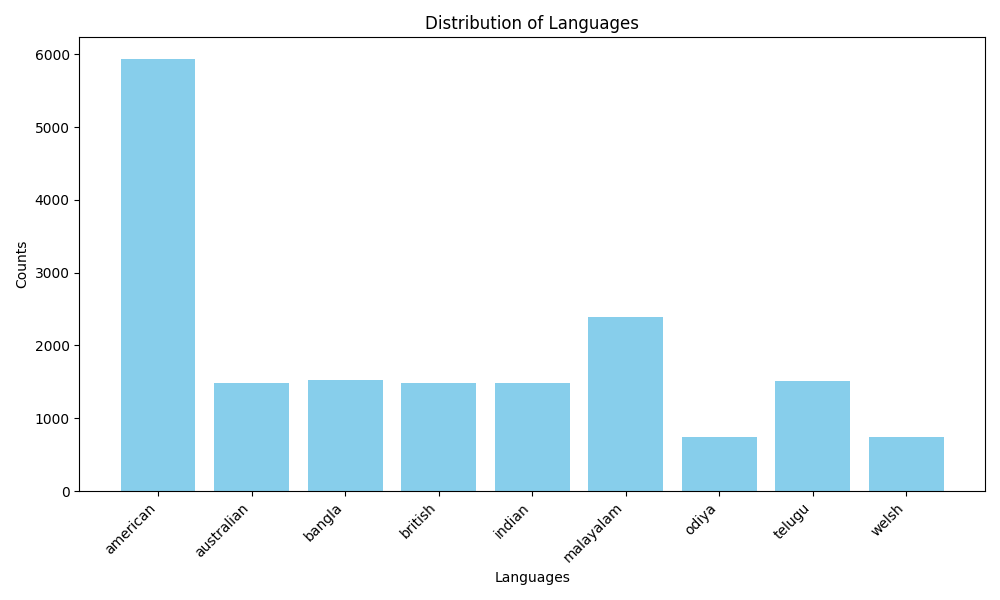 Distribution of Languages
6000
5000
4000
3000
2000
1000
0
Counts
american
australian
bangla
british
indian
malayalam
odiya
telugu
welsh
Languages